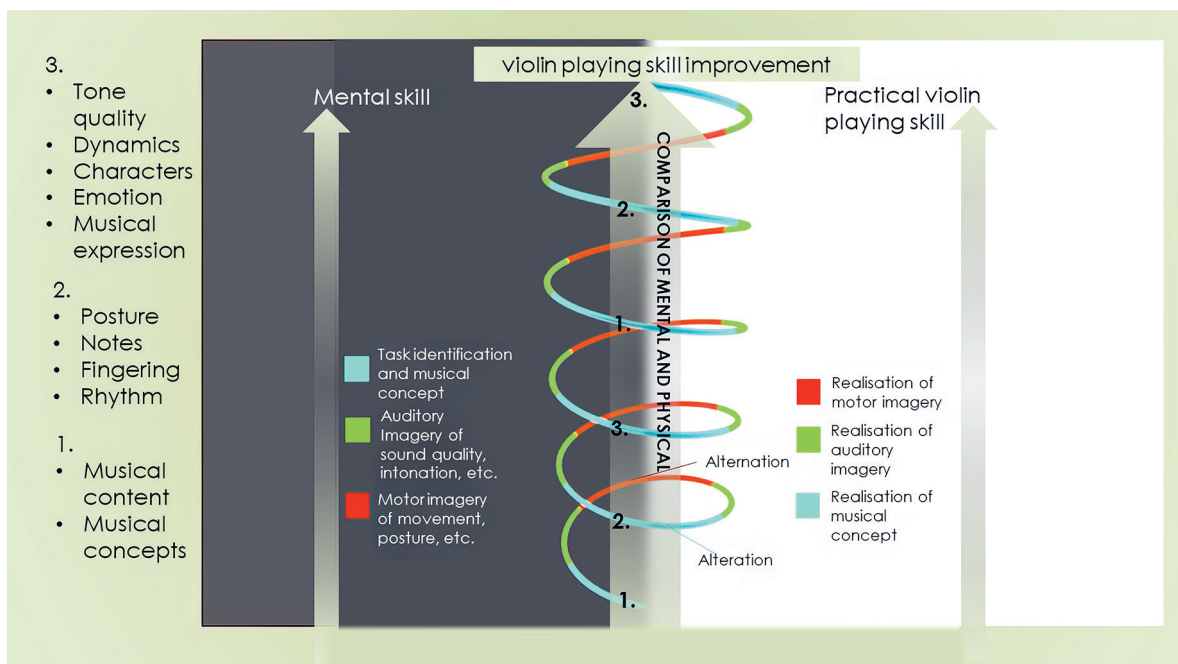 3.
• Tone
quality
• Dynamics
• Characters
• Emotion
• Musical
expression
2.
• Posture
• Notes
• Fingering
• Rhythm
1.
• Musical
content
• Musical
concepts
violin playing skill improvement
Mental skill
Practical violin
playing skill
Task identification
and musical
concept
Auditory
Imagery of
sound quality,
intonation, etc.
Motor imagery
of movement,
posture, etc.
3.
2.
1.
3.
2.
1.
COMPARISON OF MENTAL AND PHYSICAL
Alternation
Alteration
Realisation of
motor imagery
Realisation of
auditory
imagery
Realisation of
musical
concept